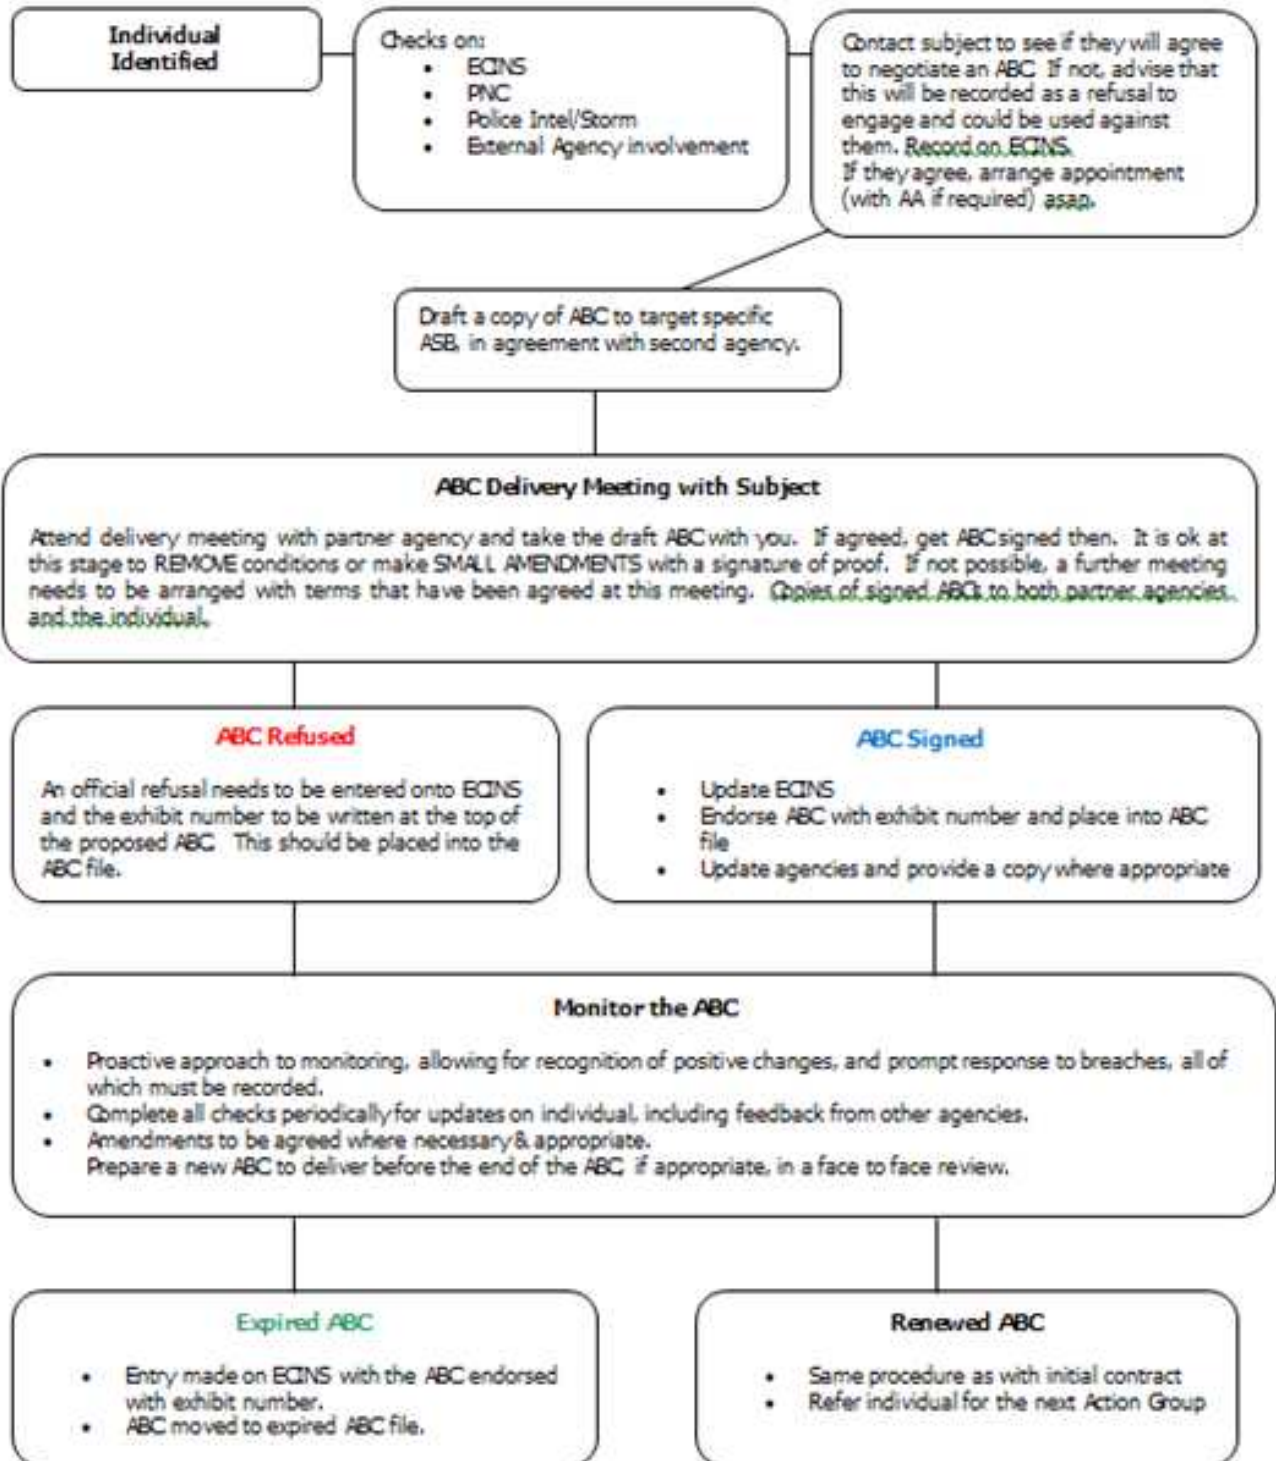 Individual
Identified
Checks on:
• ECINS
• PNC
• Police Intel/Storm
• External Agency involvement
Contact subject to see if they will agree
to negotiate an ABC. If not, advise that
this will be recorded as a refusal to
engage and could be used against
them. Record on ECINS.
If they agree, arrange appointment
(with AA if required) asap.
Draft a copy of ABC to target specific
ASB, in agreement with second agency.
ABC Delivery Meeting with Subject
Attend delivery meeting with partner agency and take the draft ABC with you. If agreed, get ABC signed then. It is ok at
this stage to REMOVE conditions or make SMALL AMENDMENTS with a signature of proof. If not possible, a further meeting
needs to be arranged with terms that have been agreed at this meeting. Copies of signed ABCs to both partner agencies
and the individual.
ABC Refused
An official refusal needs to be entered onto ECINS
and the exhibit number to be written at the top of
the proposed ABC. This should be placed into the
ABC file.
ABC Signed
• Update ECINS
• Endorse ABC with exhibit number and place into ABC
file
• Update agencies and provide a copy where appropriate
Monitor the ABC
• Proactive approach to monitoring, allowing for recognition of positive changes, and prompt response to breaches, all of
which must be recorded.
• Complete all checks periodically for updates on individual, including feedback from other agencies.
• Amendments to be agreed where necessary & appropriate.
Prepare a new ABC to deliver before the end of the ABC, if appropriate, in a face to face review.
Expired ABC
• Entry made on ECINS with the ABC endorsed
with exhibit number.
• ABC moved to expired ABC file.
Renewed ABC
• Same procedure as with initial contract
• Refer individual for the next Action Group